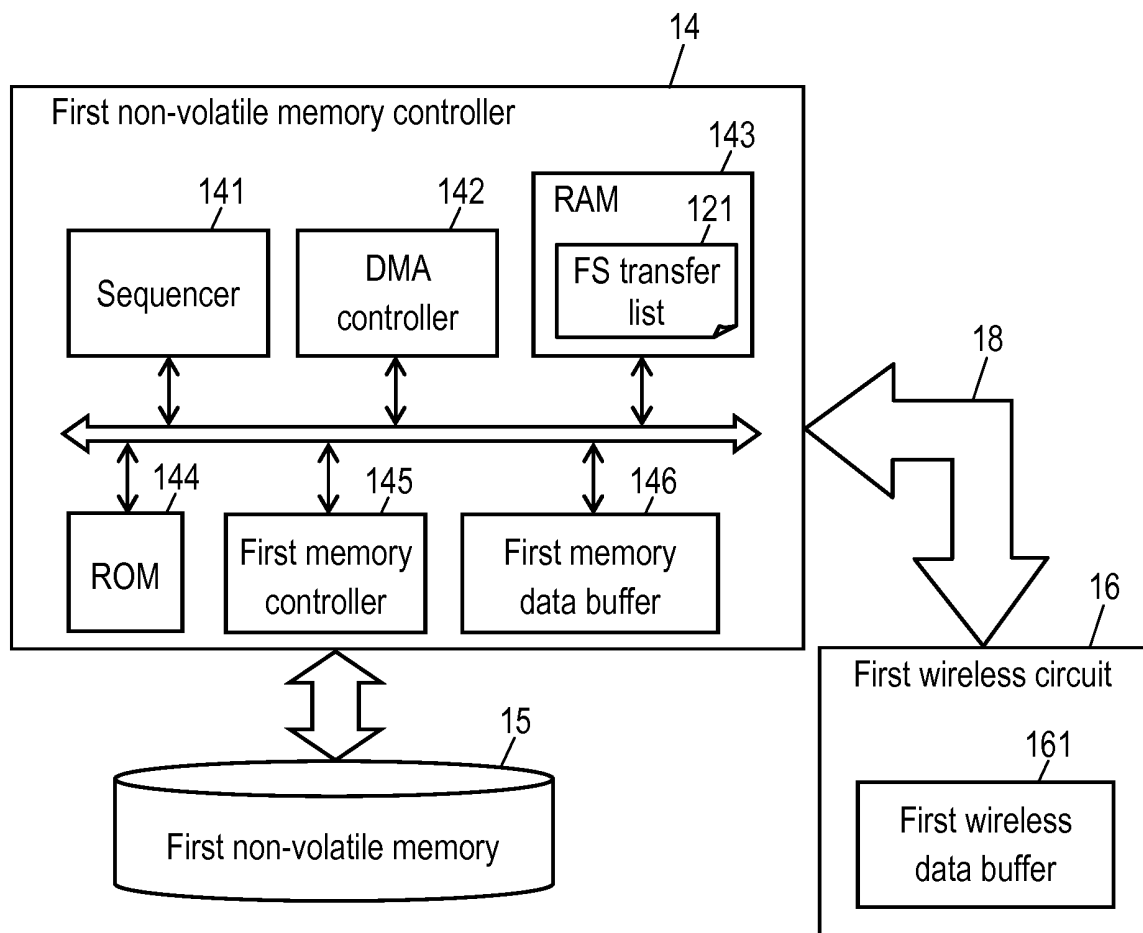 14
First non-volatile memory controller
143
141
142
RAM
121
Sequencer
DMA
controller
FS transfer
list
18
144
145
146
ROM
First memory
controller
First memory
data buffer
16
First wireless circuit
15
161
First non-volatile memory
First wireless
data buffer